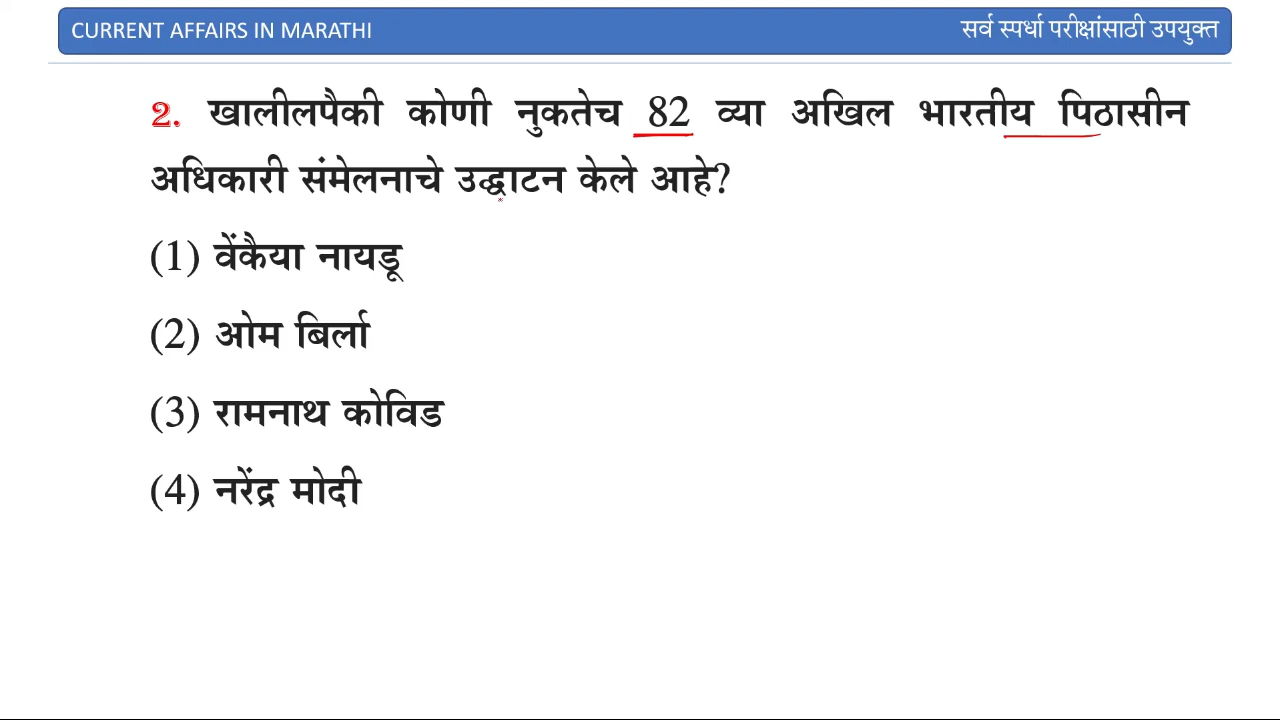 CURRENT AFFAIRS IN MARATHI
सर्व स्पर्धा परीक्षांसाठी उपयुक्त
2. खालीलपैकी कोणी नुकतेच 82 व्या अखिल भारतीय पिठासीन
अधिकारी संमेलनाचे उद्घाटन केले आहे?
(1) वेंकैया नायडू
(2) ओम बिर्ला
(3) रामनाथ कोविड
(4) नरेंद्र मोदी